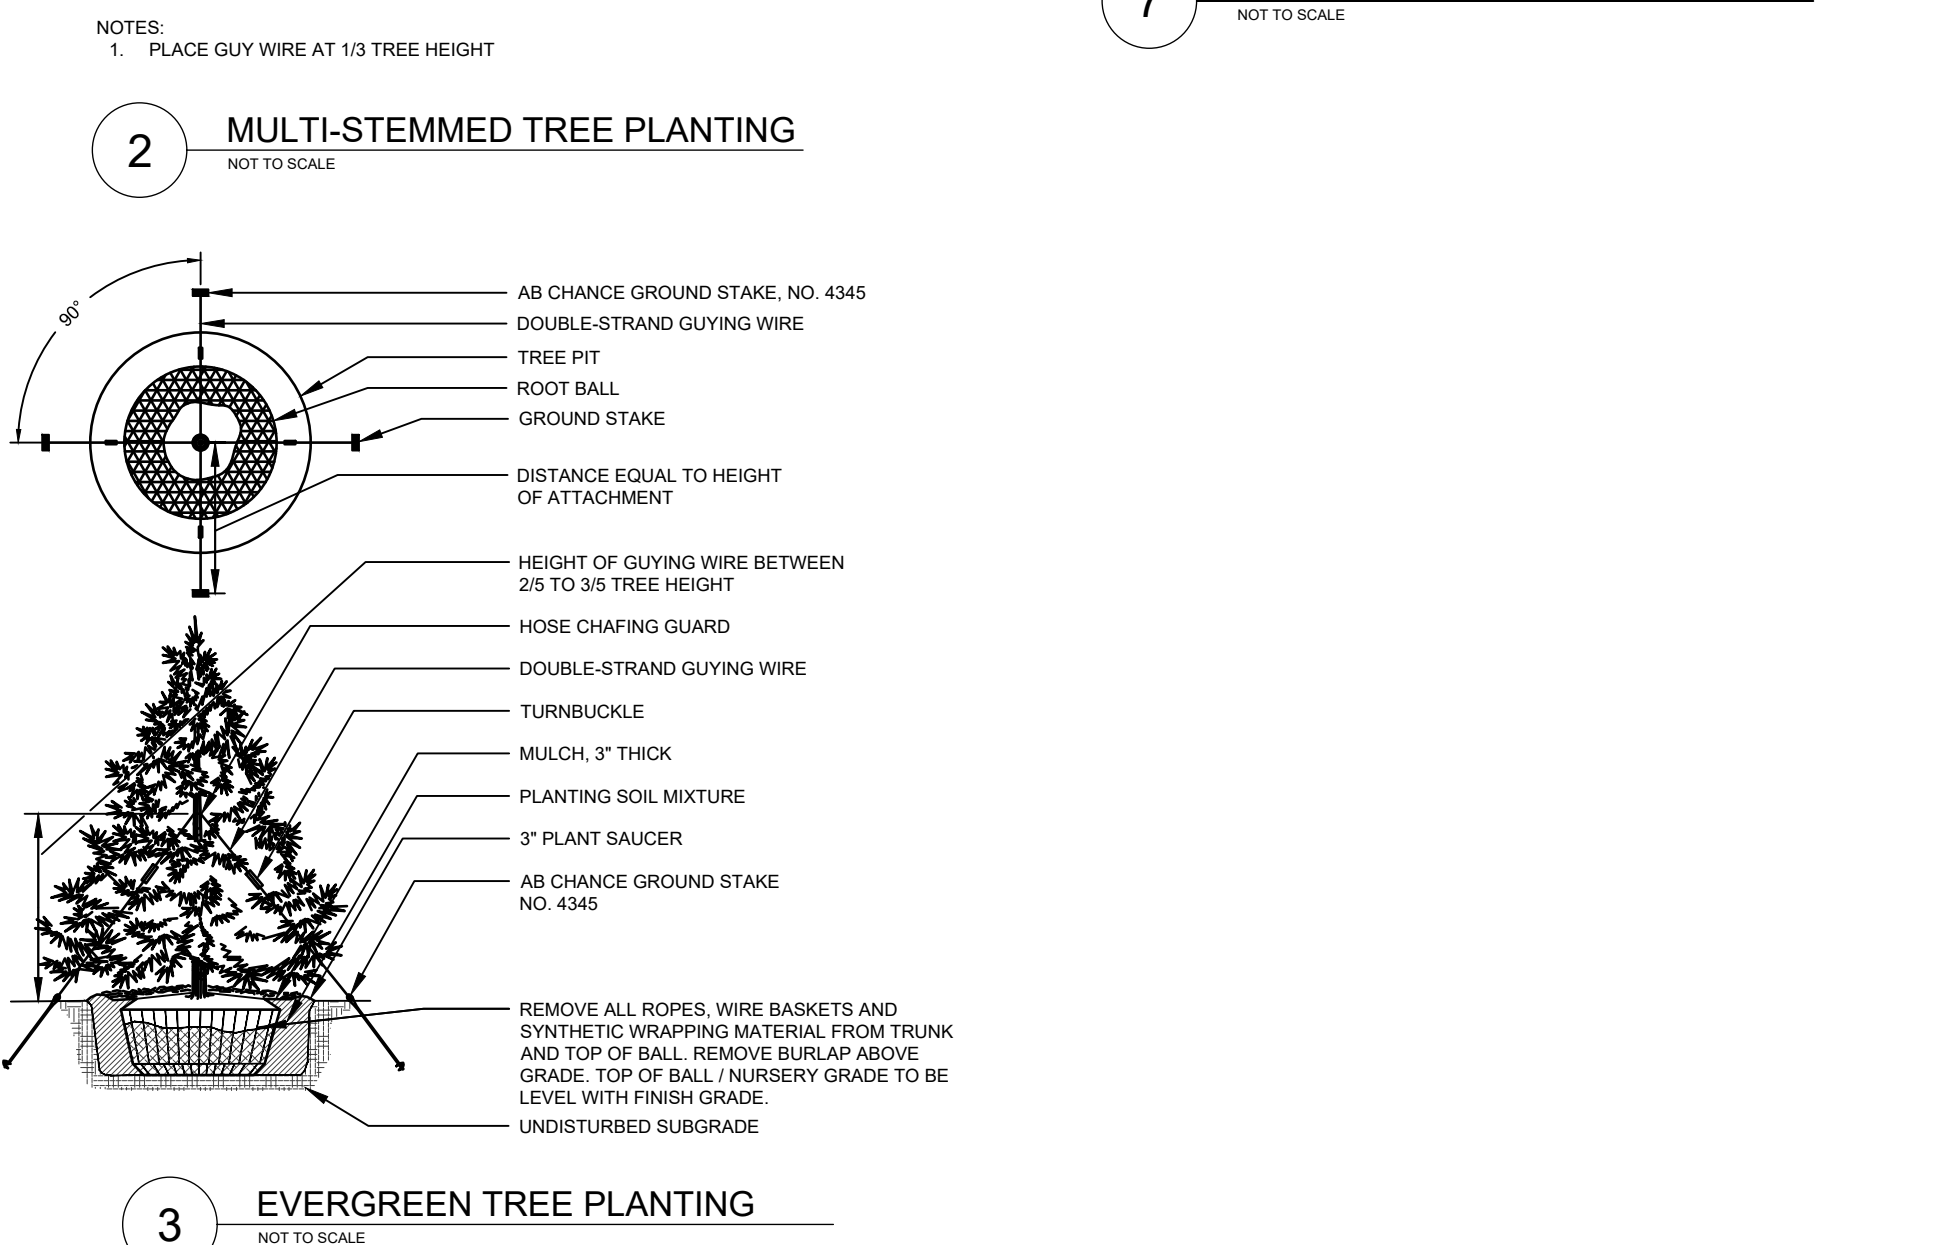 NOTES:
1. PLACE GUY WIRE AT 1/3 TREE HEIGHT
2
MULTI-STEMMED TREE PLANTING
NOT TO SCALE
90°
AB CHANCE GROUND STAKE, NO. 4345
DOUBLE-STRAND GUYING WIRE
TREE PIT
ROOT BALL
GROUND STAKE
DISTANCE EQUAL TO HEIGHT
OF ATTACHMENT
HEIGHT OF GUYING WIRE BETWEEN
2/5 TO 3/5 TREE HEIGHT
HOSE CHAFING GUARD
DOUBLE-STRAND GUYING WIRE
TURNBUCKLE
MULCH, 3" THICK
PLANTING SOIL MIXTURE
3" PLANT SAUCER
AB CHANCE GROUND STAKE
NO. 4345
REMOVE ALL ROPES, WIRE BASKETS AND
SYNTHETIC WRAPPING MATERIAL FROM TRUNK
AND TOP OF BALL. REMOVE BURLAP ABOVE
GRADE. TOP OF BALL / NURSERY GRADE TO BE
LEVEL WITH FINISH GRADE.
UNDISTURBED SUBGRADE
3
EVERGREEN TREE PLANTING
NOT TO SCALE
7
NOT TO SCALE